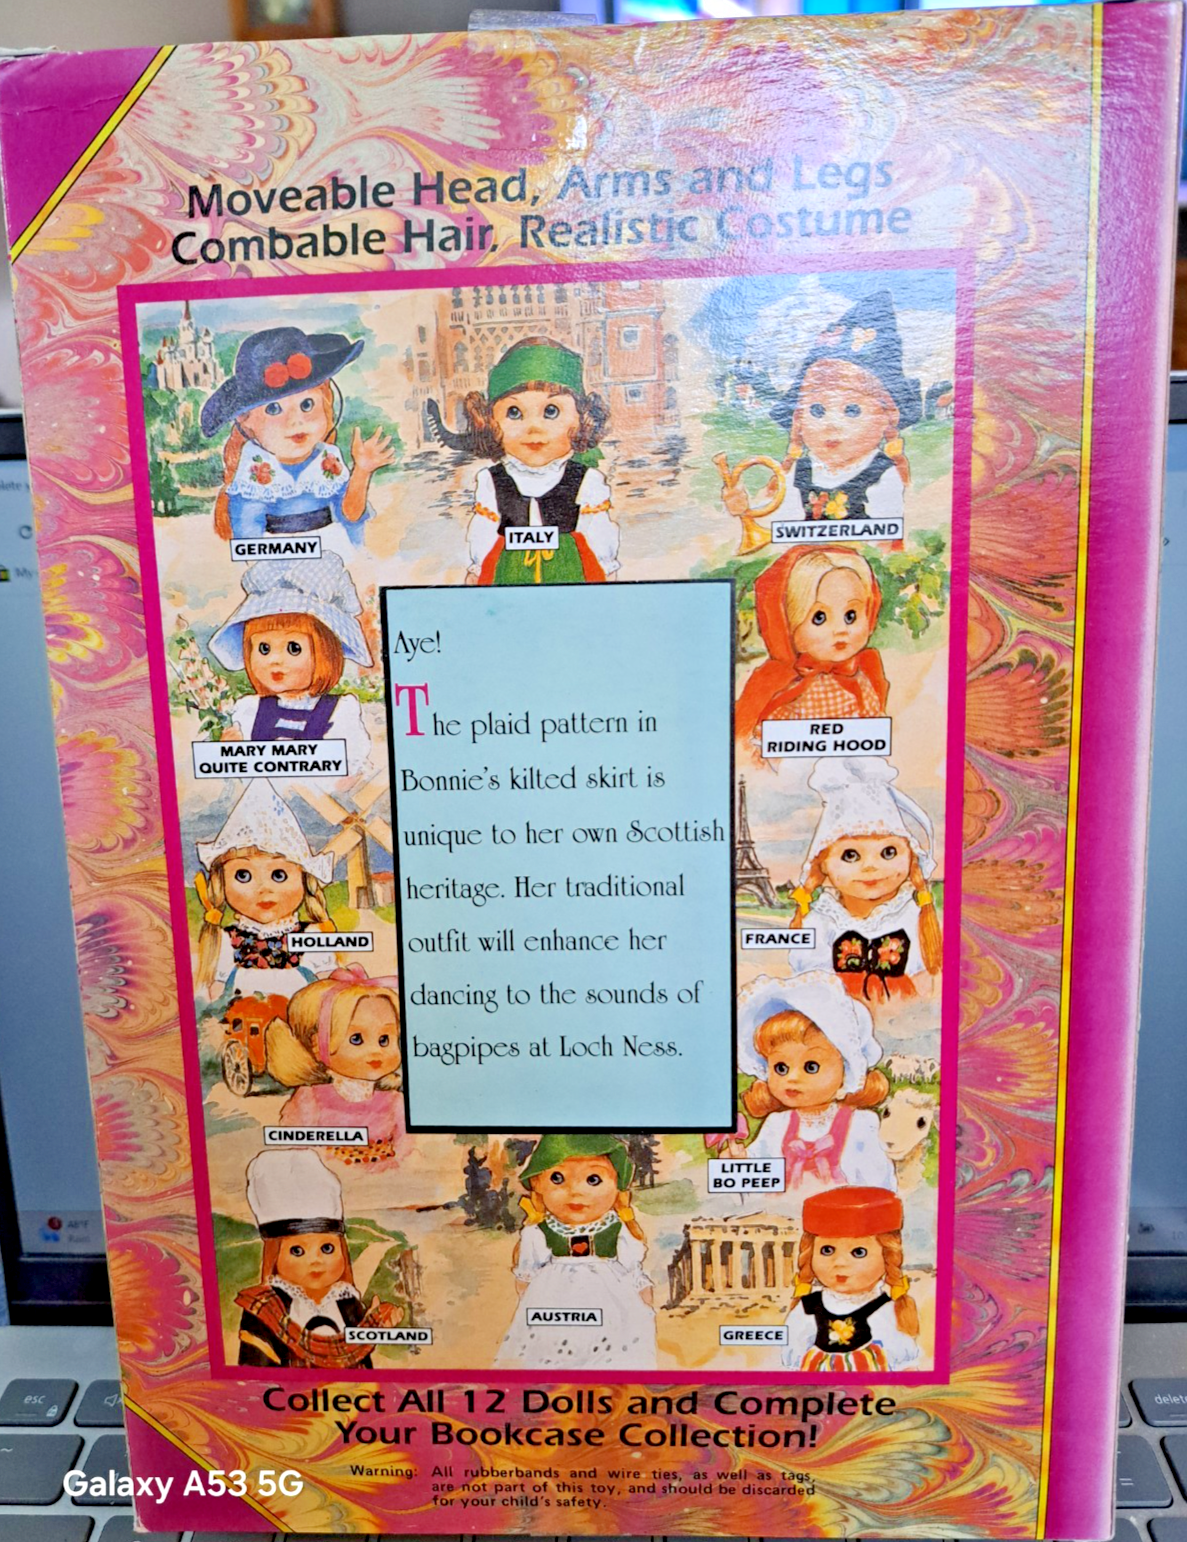 Moveable Head, Arms and Legs
Combable Hair, Realistic Costume
GERMANY
ITALY
SWITZERLAND
Aye!
The plaid pattern in
Bonnie's kilted skirt is
unique to her own Scottish
heritage. Her traditional
outfit will enhance her
dancing to the sounds of
bagpipes at Loch Ness.
MARY MARY
QUITE CONTRARY
RED
RIDING HOOD
HOLLAND
FRANCE
CINDERELLA
LITTLE
BO PEEP
SCOTLAND
AUSTRIA
GREECE
Collect All 12 Dolls and Complete
Your Bookcase Collection!
Warning: All rubberbands and wire ties, as well as tags,
are not part of this toy, and should be discarded
for your child's safety.
esc
delete
Galaxy A53 5G